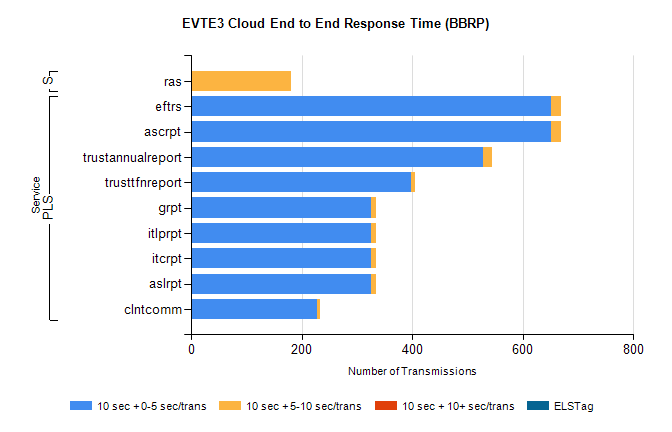 EVTE3 Cloud End to End Response Time (BBRP)
Service
S
PLS
ras
eftrs
ascrpt
trustannualreport
trusttfnreport
grpt
itlprpt
itcrpt
aslrpt
clntcomm
0 200 400 600 800
Number of Transmissions
10 sec +0-5 sec/trans 10 sec +5-10 sec/trans 10 sec + 10+ sec/trans ELSTag